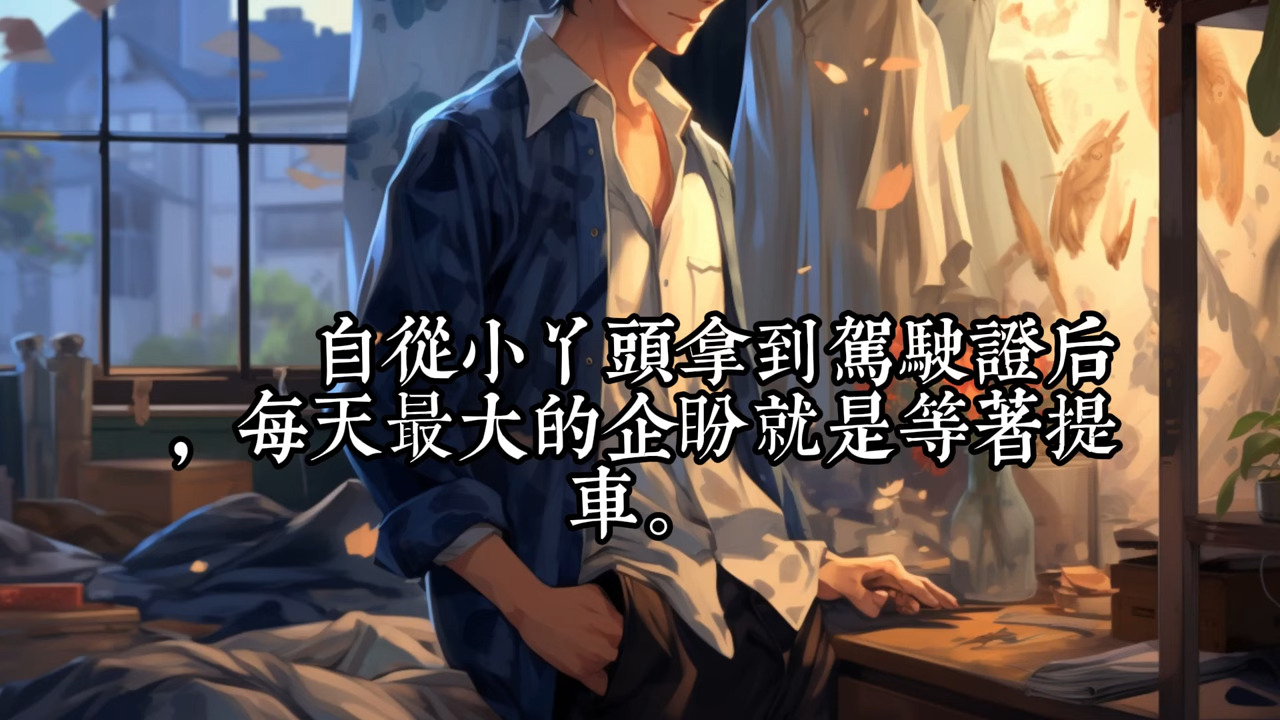 自從小丫頭拿到駕駛證后
，每天最大的企盼就是等著提
車。